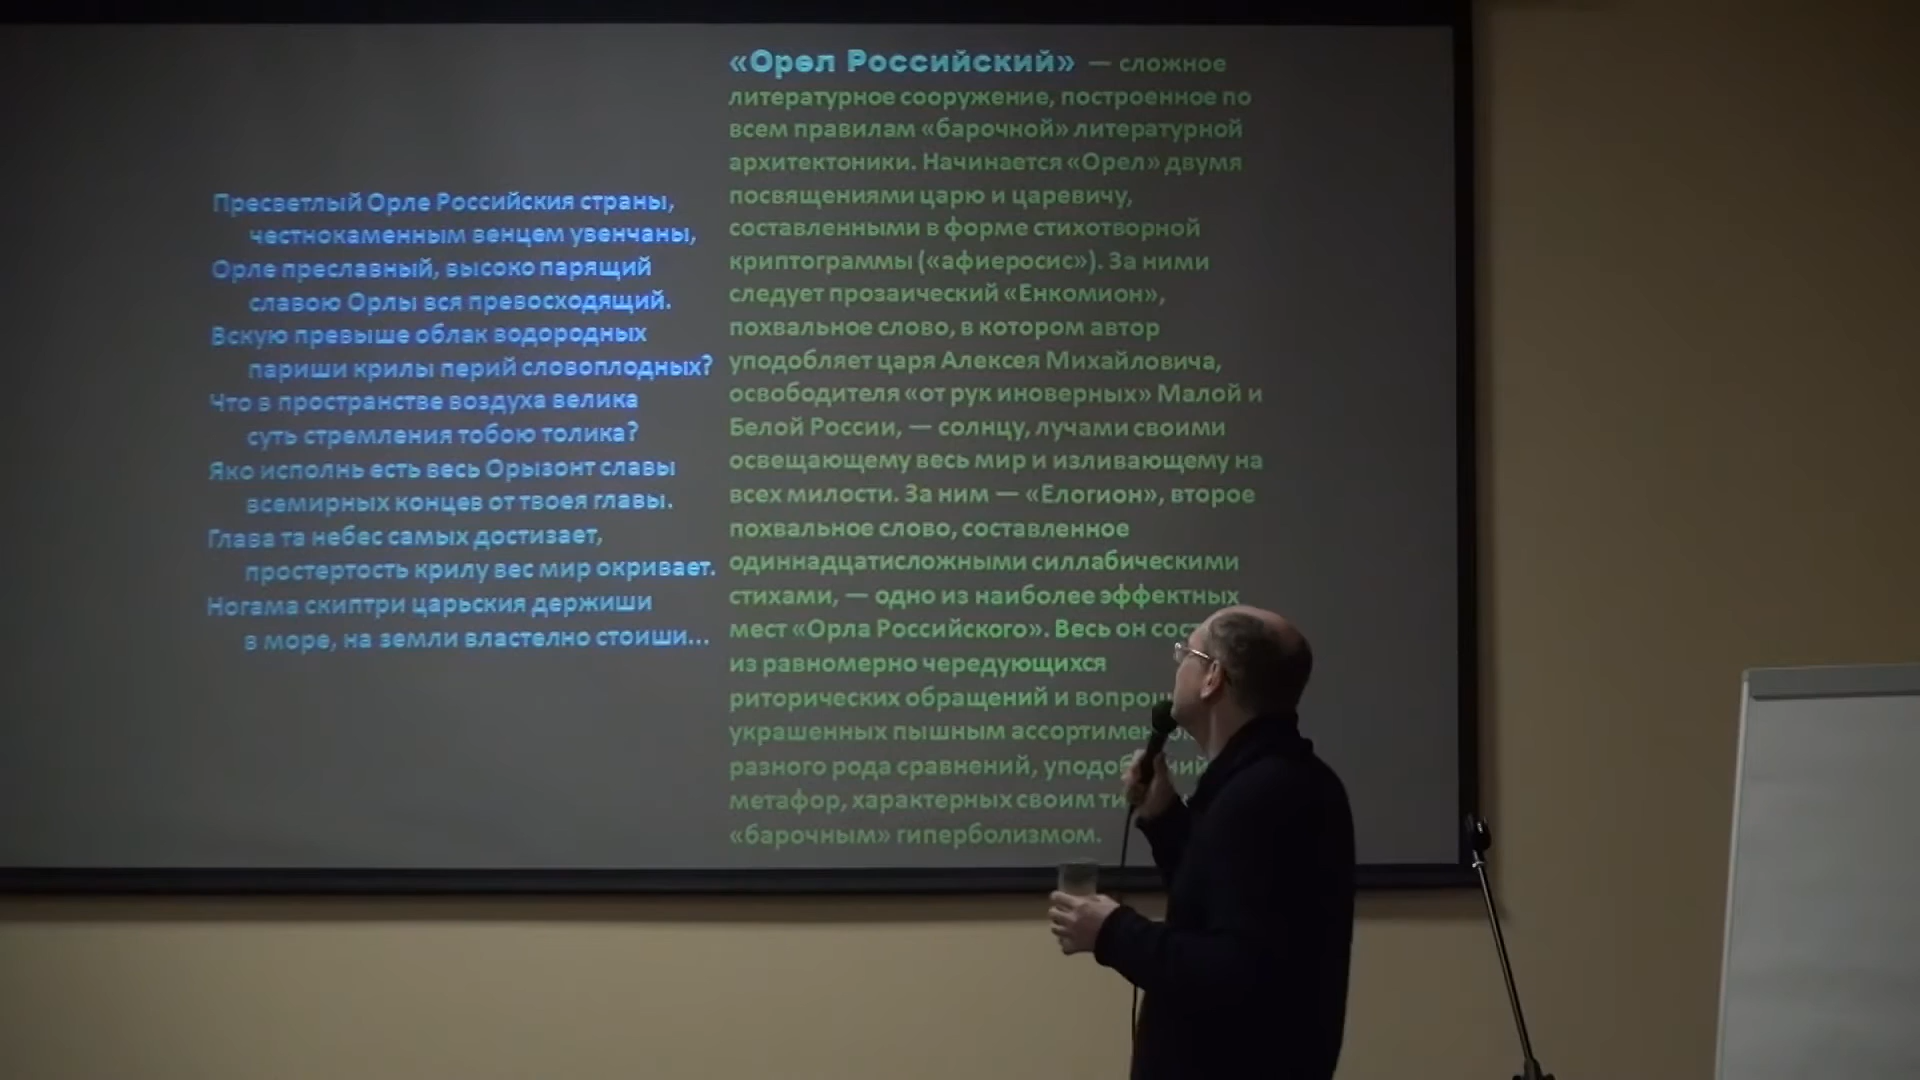 Пресветлый Орле Российския страны,
честнокаменным венцем увенчаны,
Орле преславный, высоко парящий
славою Орлы вся превосходящий.
Вскую превыше облак водородных
париши крилы перий словоплодных?
Что в пространстве воздуха велика
суть стремления тобою толика?
Яко исполнь есть весь Орызонт славы
всемирных концев от твоея главы.
Глава та небес самых достизает,
простертость крилу вес мир окривает.
Ногама скиптри царьския держиши
в море, на земли властелно стоиши...
«Орел Российский» — сложное
литературное сооружение, построенное по
всем правилам «барочной» литературной
архитектоники. Начинается «Орел» двумя
посвящениями царю и царевичу,
составленными в форме стихотворной
криптограммы («афиеросис»). За ними
следует прозаический «Енкомион»,
похвальное слово, в котором автор
уподобляет царя Алексея Михайловича,
освободителя «от рук иноверных» Малой и
Белой России, — солнцу, лучами своими
освещающему весь мир и изливающему на
всех милости. За ним — «Елогион», второе
похвальное слово, составленное
одиннадцатисложными силлабическими
стихами, — одно из наиболее эффектных
мест «Орла Российского». Весь он
из равномерно чередующихся
риторических обращений и
украшенных пышным
разного рода сравнений,
метафор, характерных своим
«барочным» гиперболизмом.